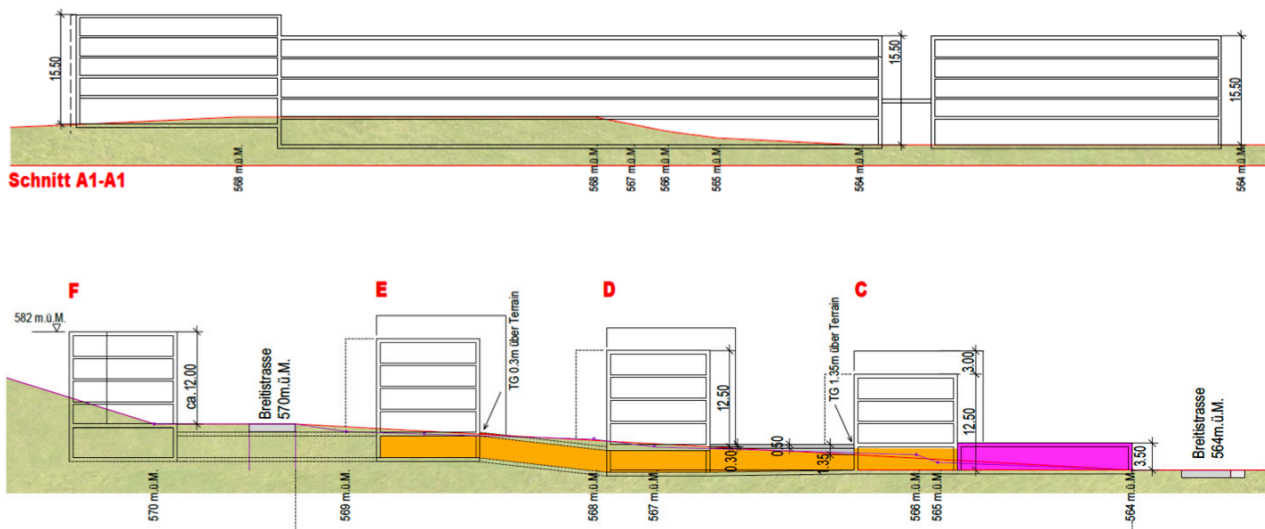 15.50
15.50
15.50
Schnitt A1-A1
568 m.ü.M.
568 m.ü.M.
567 m.ü.M.
566 m.ü.M.
565 m.ü.M.
564 m.ü.M.
564 m.ü.M.
F
E
D
C
582 m.ü.M.
ca.12.00
Breitistrasse
570m.ü.M.
TG 0.3m über Terrain
12.50
0.30
0.50
TG 1.35m über Terrain
1.35
3.00
12.50
3.50
Breitistrasse
564m.ü.M.
570 m.ü.M.
569 m.ü.M.
568 m.ü.M.
567 m.ü.M.
566 m.ü.M.
565 m.ü.M.
564 m.ü.M.